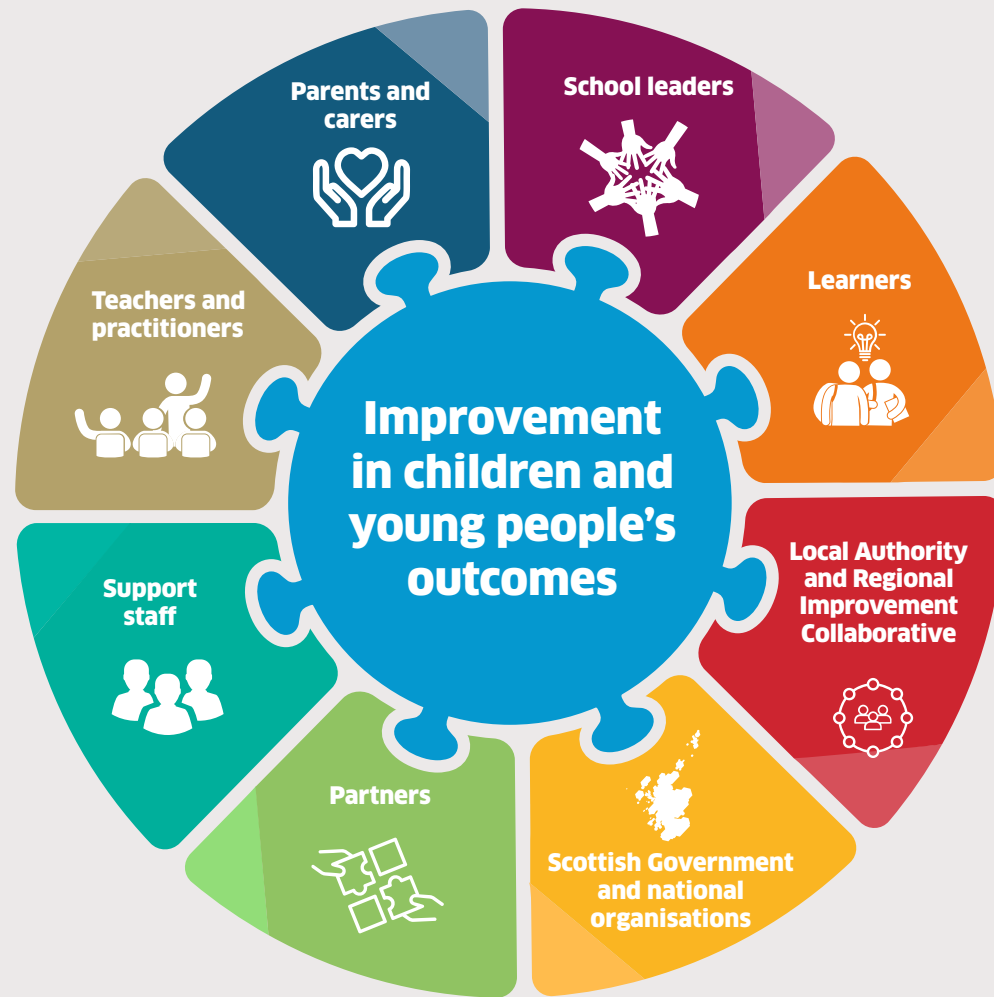 Parents and
carers
School leaders
Learners
Local Authority
and Regional
Improvement
Collaborative
Scottish Government
and national
organisations
Partners
Support
staff
Teachers and
practitioners
Improvement
in children and
young people’s
outcomes